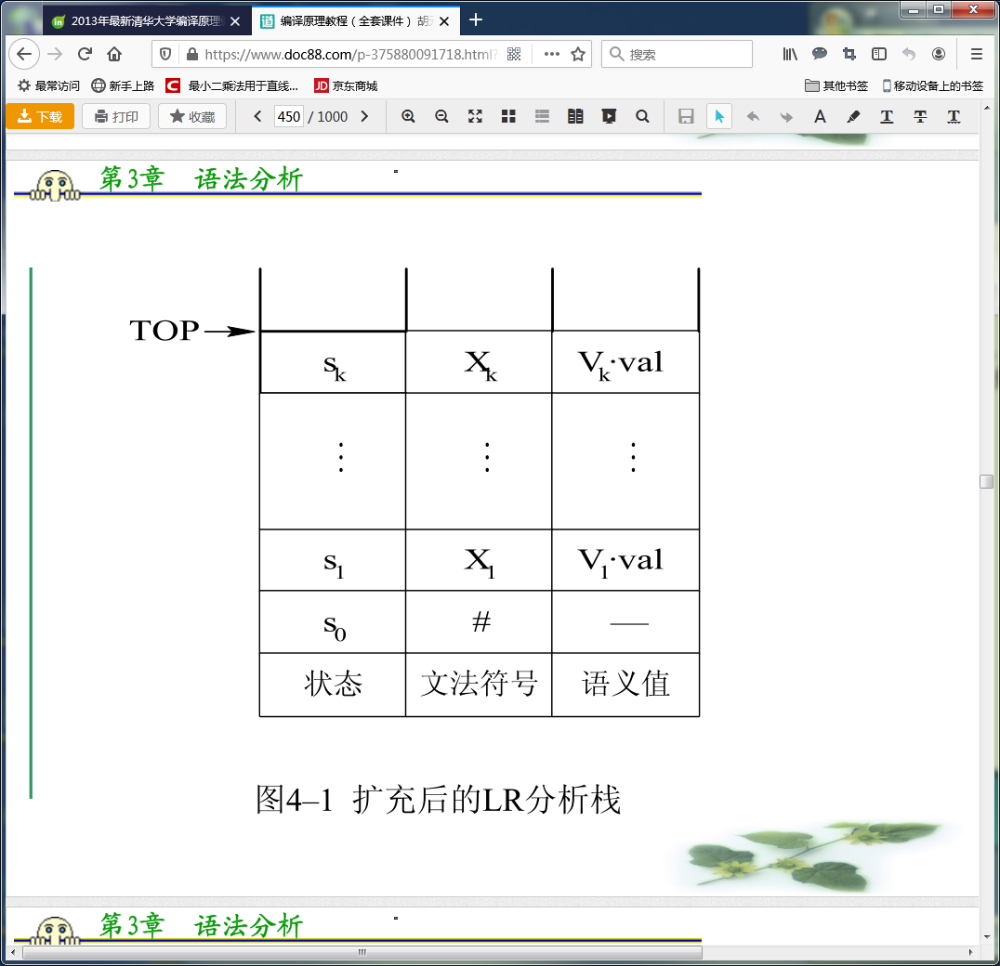 2013年最新清华大学编译原理 编译原理教程（全套课件）胡
https://www.doc88.com/p-375880091718.html? 搜索
最常访问 新手上路 最小二乘法用于直线... JD 京东商城 其他书签 移动设备上的书签
下载 打印 收藏 450 / 1000
第3章 语法分析
TOP
sk Xk Vk·val
⋮ ⋮ ⋮
s1 X1 V1·val
s0 # —
状态 文法符号 语义值
图4–1 扩充后的LR分析栈
第3章 语法分析